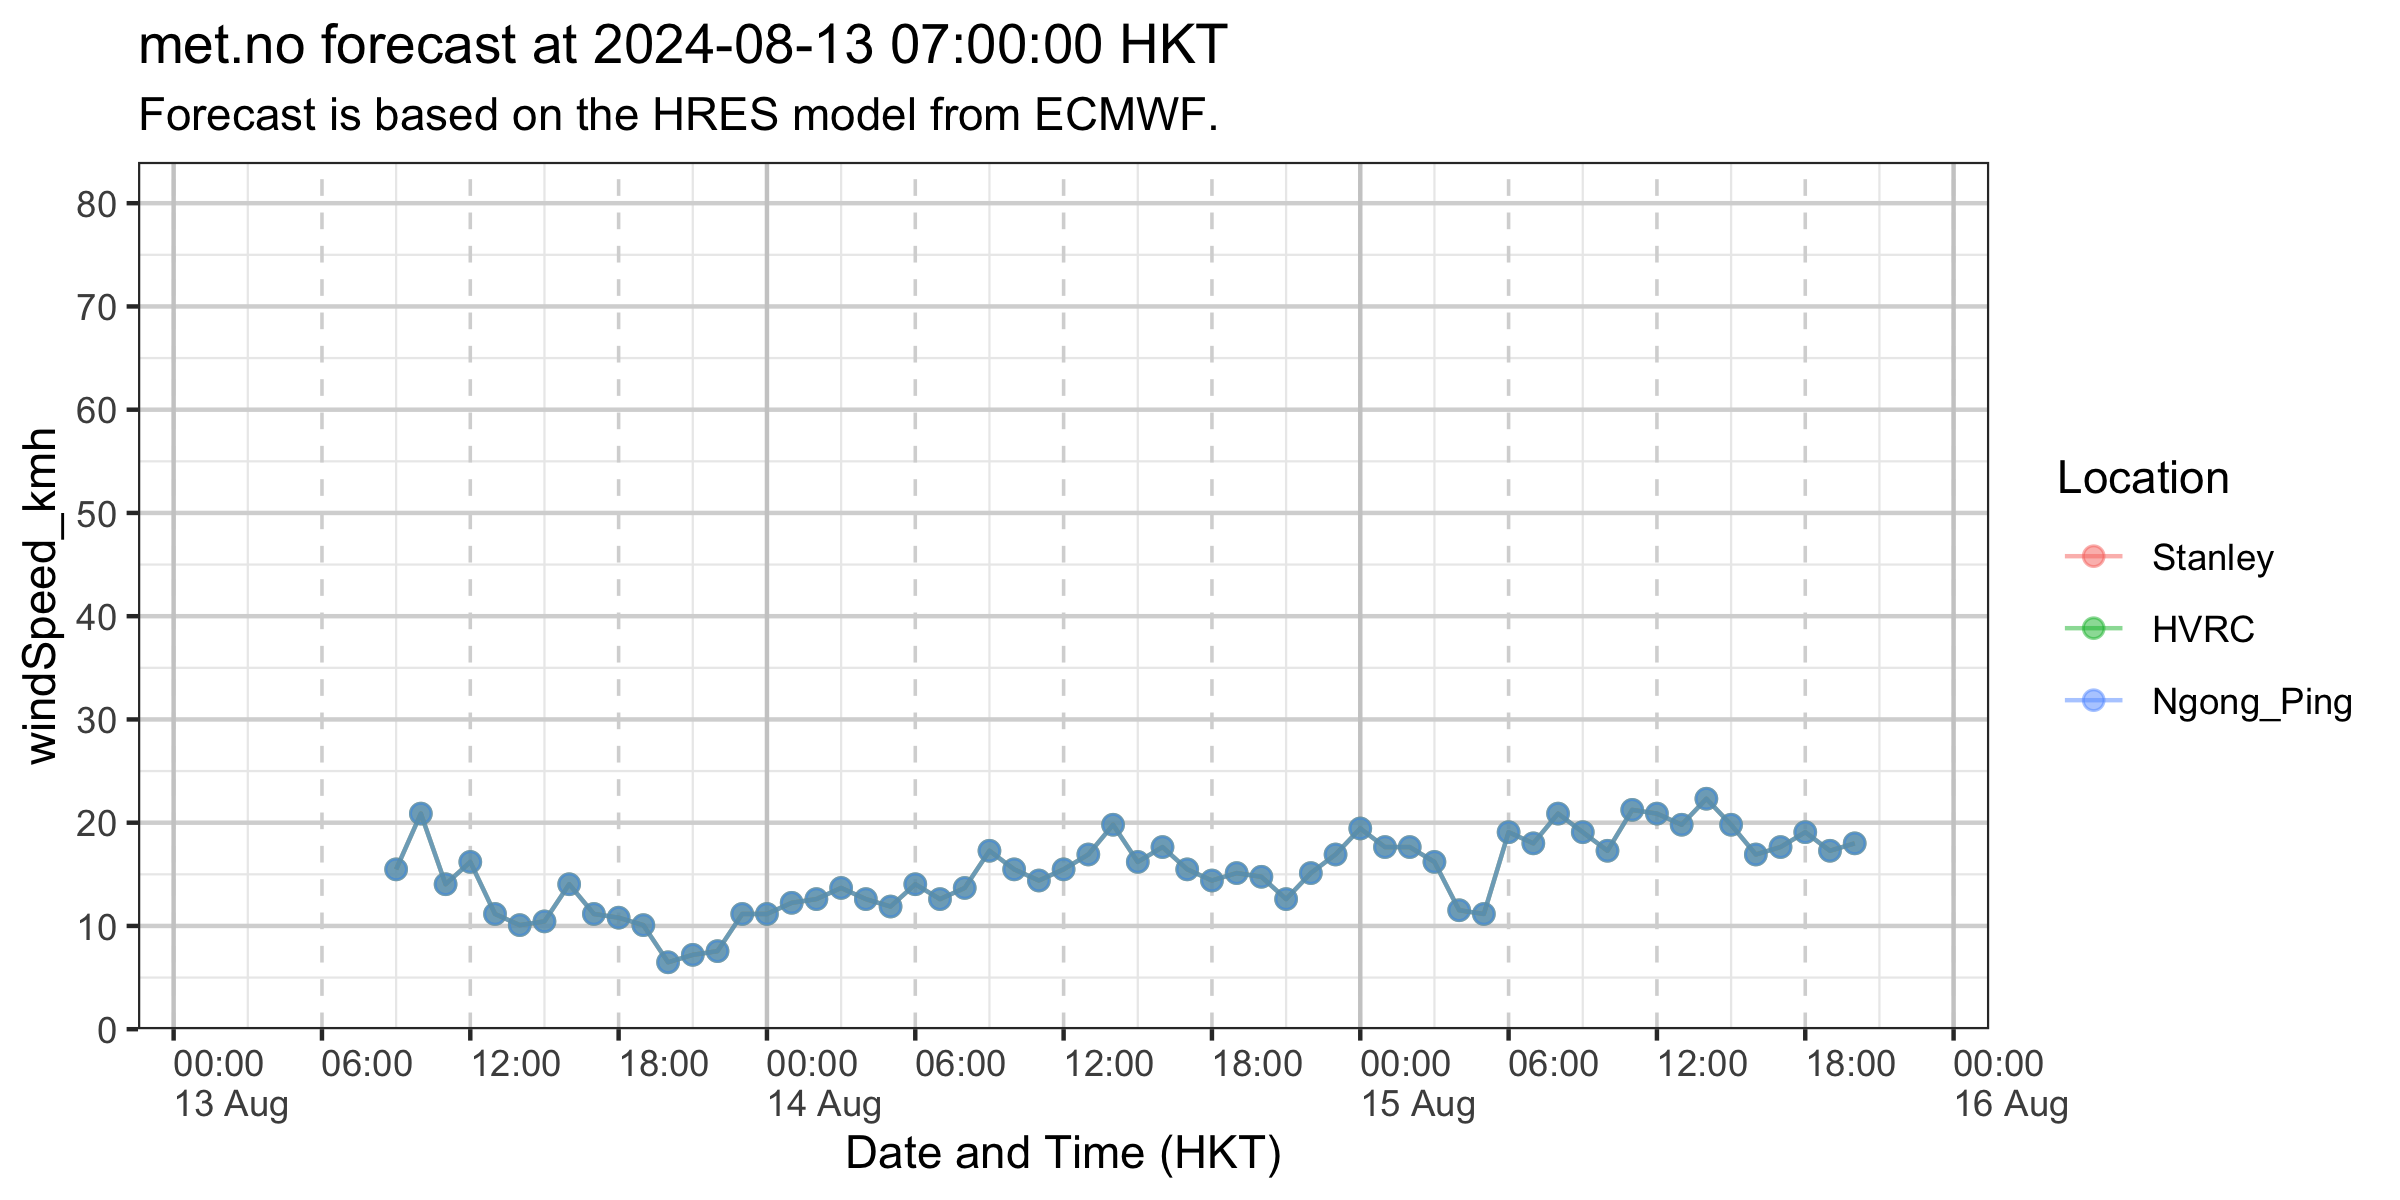 met.no forecast at 2024-08-13 07:00:00 HKT
Forecast is based on the HRES model from ECMWF.
windSpeed_kmh
80
70
60
50
40
30
20
10
0
00:00 06:00 12:00 18:00 00:00 06:00 12:00 18:00 00:00 06:00 12:00 18:00 00:00
13 Aug 14 Aug 15 Aug 16 Aug
Date and Time (HKT)
Location
Stanley
HVRC
Ngong_Ping